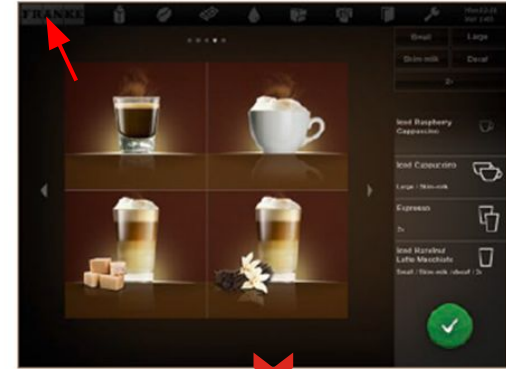 FRANKE
Small
Large
Skim milk
Decaf
2x
Iced Raspberry
Cappuccino
Iced Cappuccino
Large / Skim milk
Espresso
2x
Iced Hazelnut
Latte Macchiato
Small / Skim milk / decaf / 2x